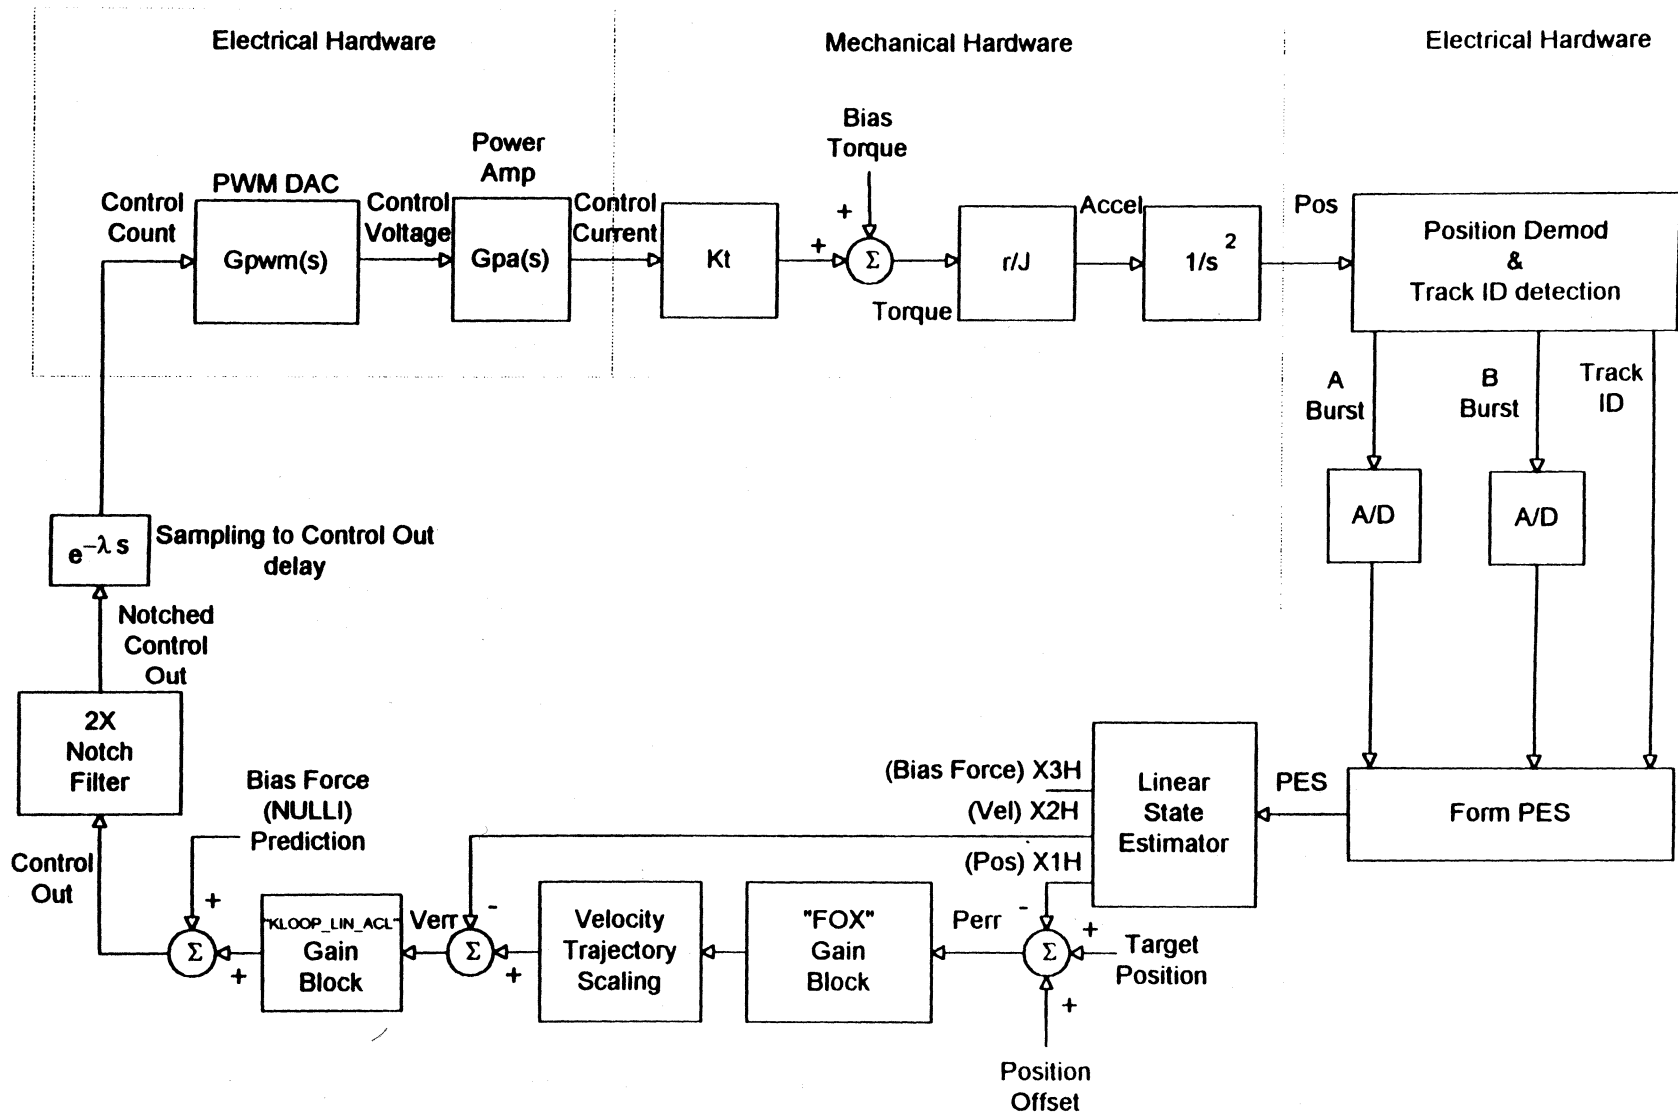 Electrical Hardware
Mechanical Hardware
Electrical Hardware
Bias
Torque
Power
Amp
PWM DAC
Control
Count
Control
Voltage
Control
Current
Accel
Pos
Gpwm(s)
Gpa(s)
Kt
+
+
Σ
Torque
r/J
1/s²
Position Demod
&
Track ID detection
A
Burst
B
Burst
Track
ID
A/D
A/D
e−λ s
Sampling to Control Out
delay
Notched
Control
Out
2X
Notch
Filter
Control
Out
Bias Force
(NULLI)
Prediction
(Bias Force) X3H
(Vel) X2H
(Pos) X1H
Linear
State
Estimator
PES
Form PES
+
Σ
+
"KLOOP_LIN_ACL"
Gain
Block
Verr
-
Σ
+
Velocity
Trajectory
Scaling
"FOX"
Gain
Block
Perr
-
Σ
+
+
Target
Position
Position
Offset